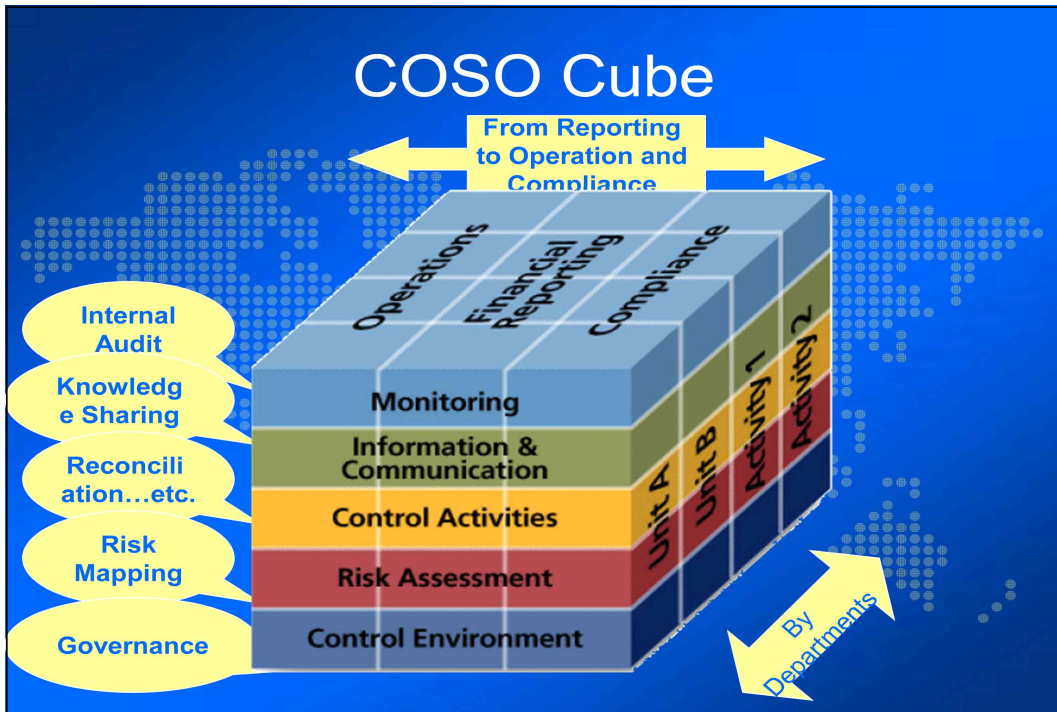 COSO Cube
From Reporting
to Operation and
Compliance
Operations
Financial
Reporting
Compliance
Internal
Audit
Knowledg
e Sharing
Reconcili
ation...etc.
Risk
Mapping
Governance
Monitoring
Information &
Communication
Control Activities
Risk Assessment
Control Environment
Unit A
Unit B
Activity 1
Activity 2
By
Departments